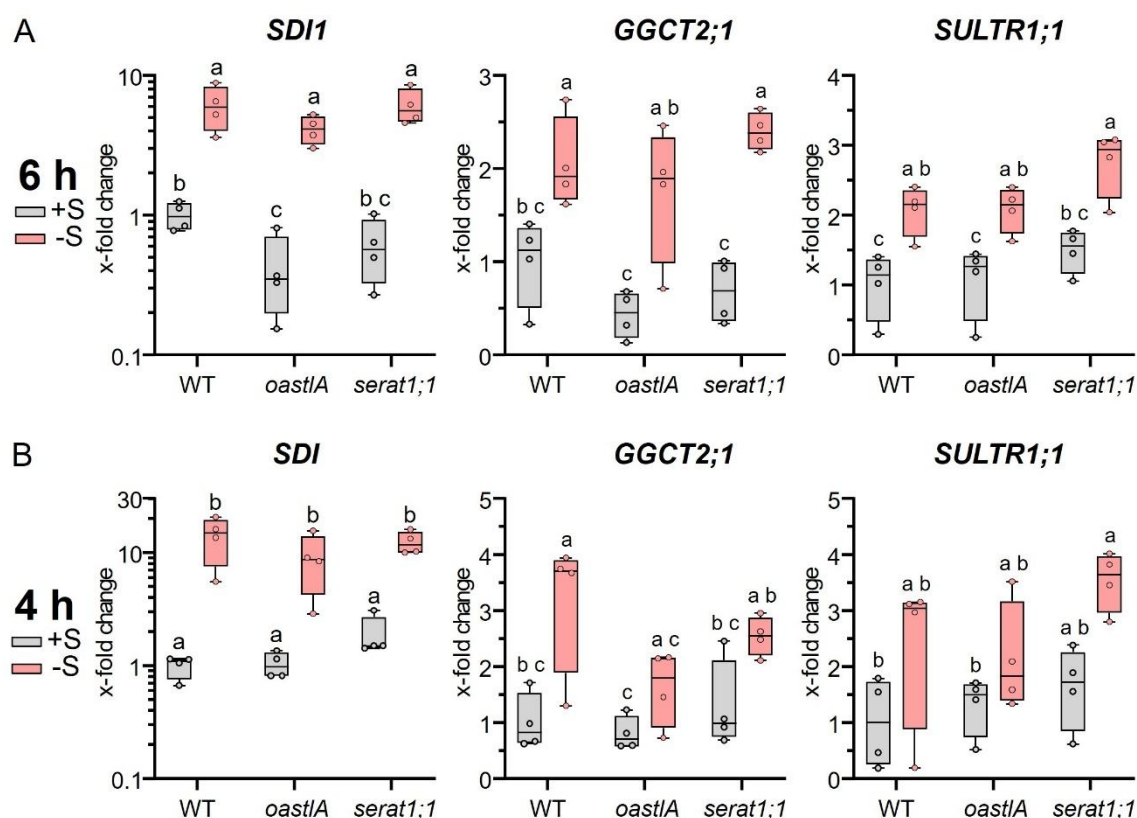 A
SDI1 GGCT2;1 SULTR1;1
6 h
+S
-S
x-fold change
10
1
0.1
a a a
b c b c
WT oastlA serat1;1
x-fold change
3
2
1
0
a a b a
b c c c
WT oastlA serat1;1
x-fold change
4
3
2
1
0
a b a b a
c c b c
WT oastlA serat1;1
B
SDI GGCT2;1 SULTR1;1
4 h
+S
-S
x-fold change
30
10
1
0.1
b b b
a a a
WT oastlA serat1;1
x-fold change
5
4
3
2
1
0
a a c a b
b c c b c
WT oastlA serat1;1
x-fold change
5
4
3
2
1
0
a b a b a
b b a b
WT oastlA serat1;1